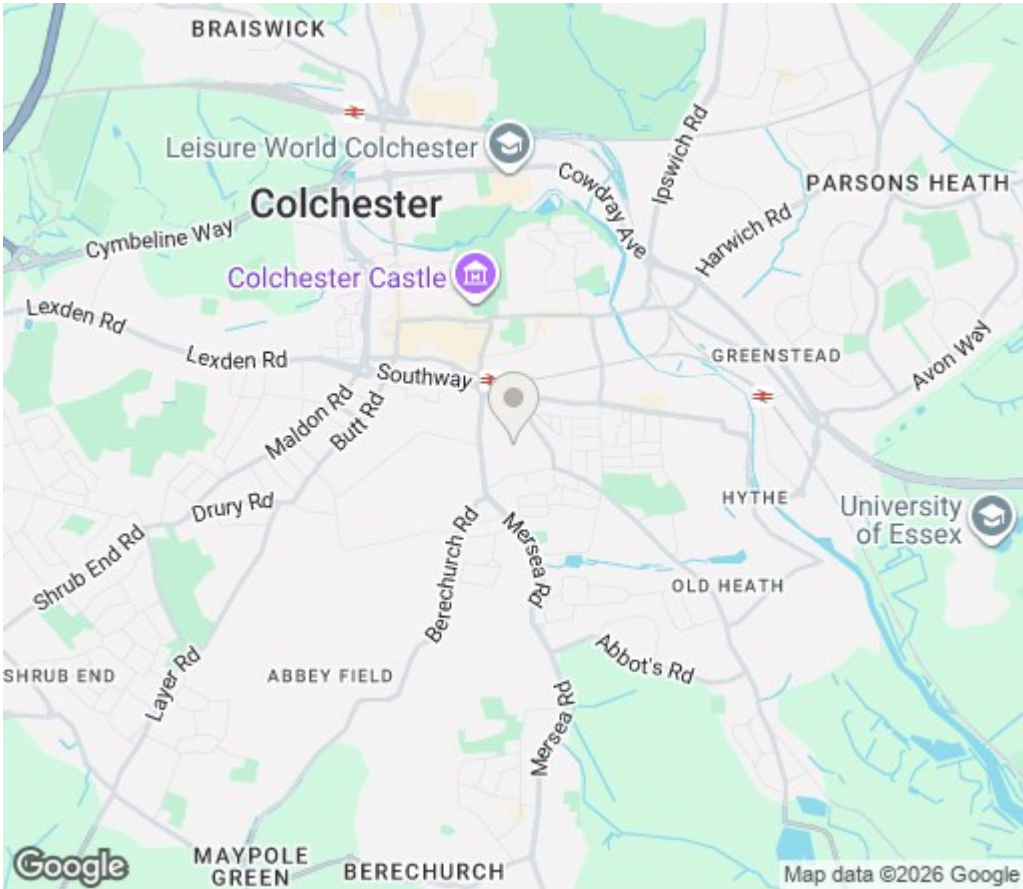 BRAISWICK
Leisure World Colchester
Ipswich Rd
Cowdray Ave
PARSONS HEATH
Colchester
Harwich Rd
Cymbeline Way
Colchester Castle
Lexden Rd
Lexden Rd
GREENSTEAD
Avon Way
Southway
Maldon Rd
Butt Rd
Drury Rd
HYTHE
University
of Essex
Shrub End Rd
Berechurch Rd
Mersea Rd
OLD HEATH
Abbot's Rd
SHRUB END
Layer Rd
ABBEY FIELD
Mersea Rd
MAYPOLE
GREEN
BERECHURCH
Google
Map data ©2026 Google